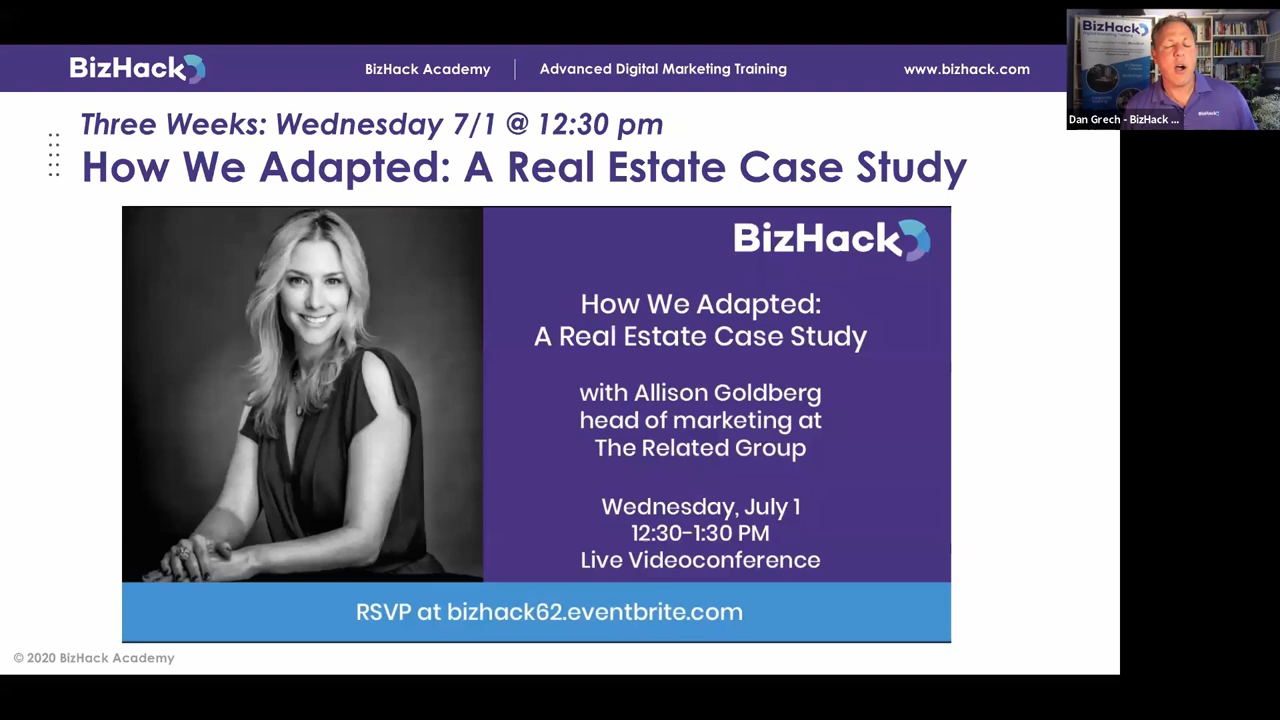 BizHack
BizHack Academy
Advanced Digital Marketing Training
www.bizhack.com
BizHack
Dan Grech - BizHack ...
BizHack
Three Weeks: Wednesday 7/1 @ 12:30 pm
How We Adapted: A Real Estate Case Study
BizHack
How We Adapted:
A Real Estate Case Study
with Allison Goldberg
head of marketing at
The Related Group
Wednesday, July 1
12:30-1:30 PM
Live Videoconference
RSVP at bizhack62.eventbrite.com
© 2020 BizHack Academy